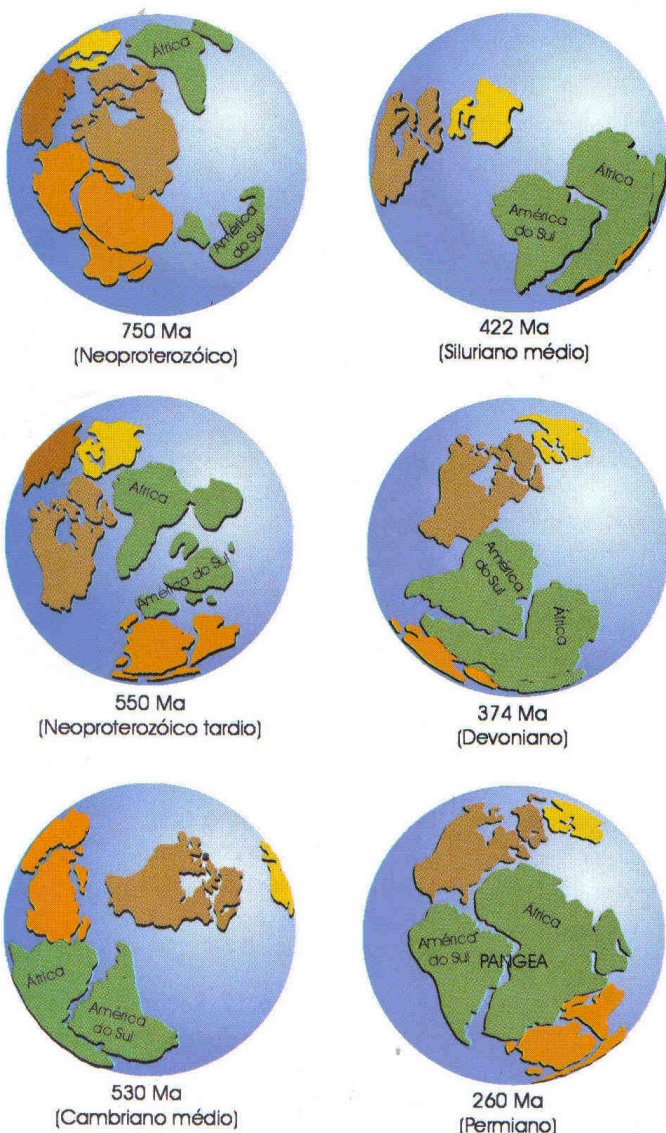 África
América
do Sul
750 Ma
(Neoproterozóico)
África
América
do Sul
422 Ma
(Siluriano médio)
África
América do Sul
550 Ma
(Neoproterozóico tardio)
América
do Sul
África
374 Ma
(Devoniano)
África
América
do Sul
530 Ma
(Cambriano médio)
África
América
do Sul
PANGEA
260 Ma
(Permiano)